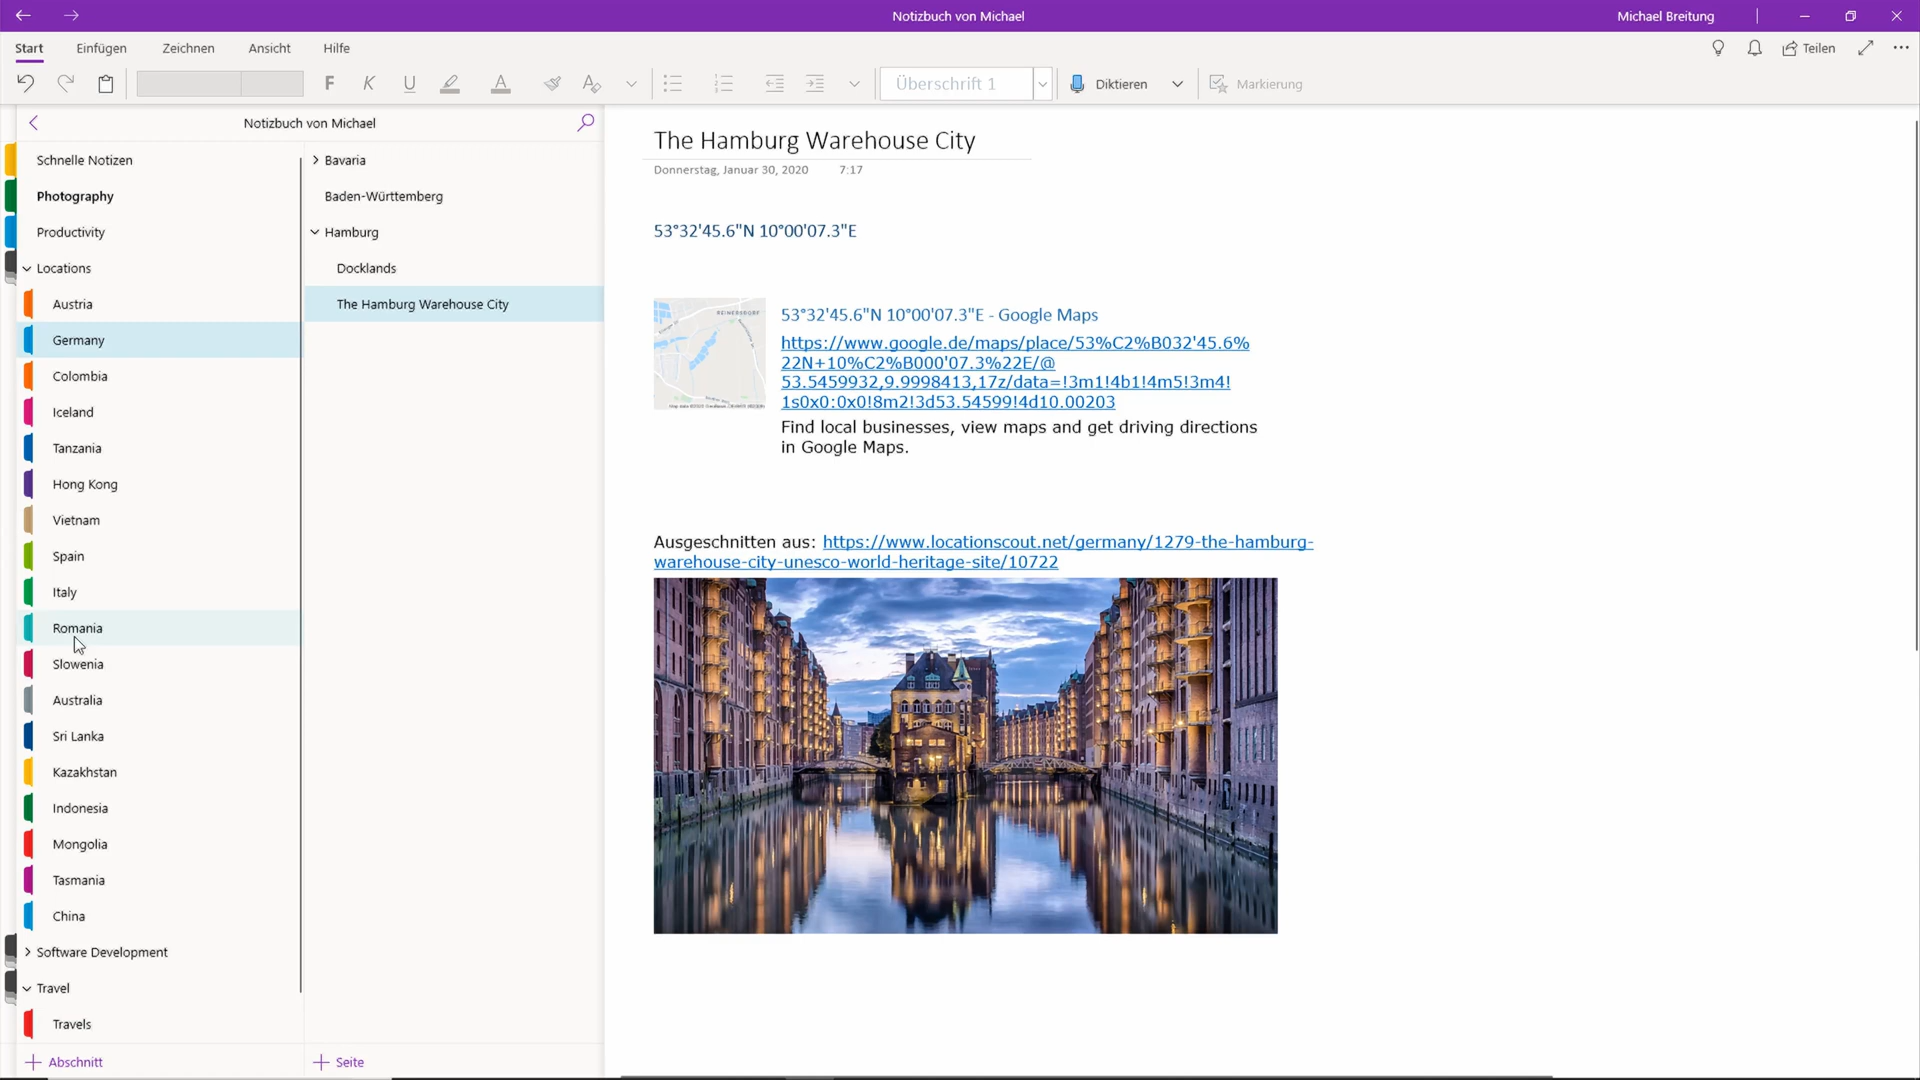 Notizbuch von Michael
Michael Breitung
Start
Einfügen
Zeichnen
Ansicht
Hilfe
Teilen
F
K
U
A
Überschrift 1
Diktieren
Markierung
Notizbuch von Michael
Schnelle Notizen
Photography
Productivity
Locations
Austria
Germany
Colombia
Iceland
Tanzania
Hong Kong
Vietnam
Spain
Italy
Romania
Slowenia
Australia
Sri Lanka
Kazakhstan
Indonesia
Mongolia
Tasmania
China
Software Development
Travel
Travels
Abschnitt
Bavaria
Baden-Württemberg
Hamburg
Docklands
The Hamburg Warehouse City
Seite
The Hamburg Warehouse City
Donnerstag, Januar 30, 2020 7:17
53°32'45.6"N 10°00'07.3"E
REINERSDORF
53°32'45.6"N 10°00'07.3"E - Google Maps
https://www.google.de/maps/place/53%C2%B032'45.6%
22N+10%C2%B000'07.3%22E/@
53.5459932,9.9998413,17z/data=!3m1!4b1!4m5!3m4!
1s0x0:0x0!8m2!3d53.54599!4d10.00203
Find local businesses, view maps and get driving directions
in Google Maps.
Ausgeschnitten aus: https://www.locationscout.net/germany/1279-the-hamburg-
warehouse-city-unesco-world-heritage-site/10722